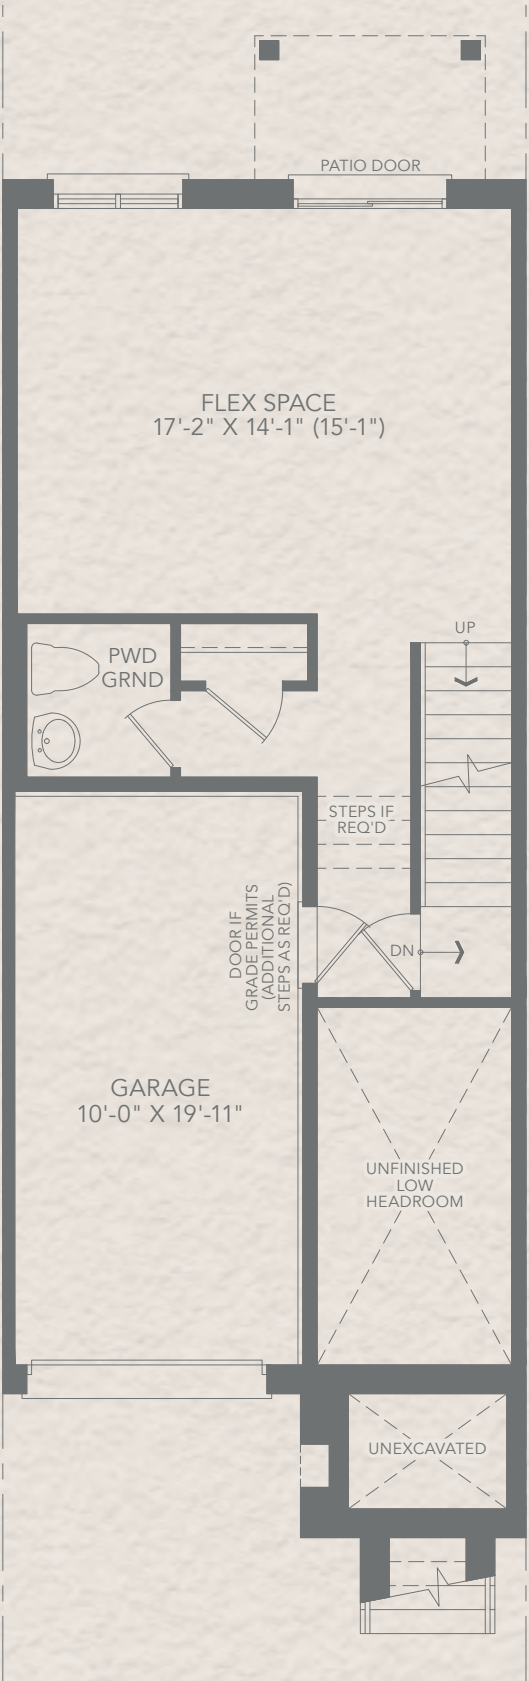 PATIO DOOR
FLEX SPACE
17'-2" X 14'-1" (15'-1")
PWD
GRND
UP
STEPS IF
REQ'D
DOOR IF
GRADE PERMITS
(ADDITIONAL
STEPS AS REQ'D)
DN
GARAGE
10'-0" X 19'-11"
UNFINISHED
LOW
HEADROOM
UNEXCAVATED